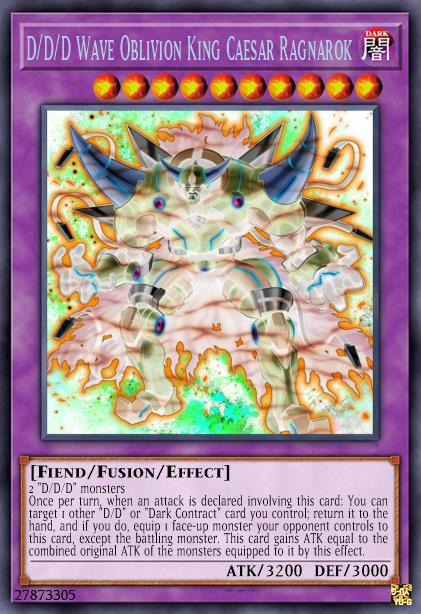 D/D/D Wave Oblivion King Caesar Ragnarok
DARK
闇
[Fiend/Fusion/Effect]
2 "D/D/D" monsters
Once per turn, when an attack is declared involving this card: You can
target 1 other "D/D" or "Dark Contract" card you control; return it to
the hand, and if you do, equip 1 face-up monster your opponent controls to
this card, except the battling monster. This card gains ATK equal to the
combined original ATK of the monsters equipped to it by this effect.
ATK/3200 DEF/3000
27873305